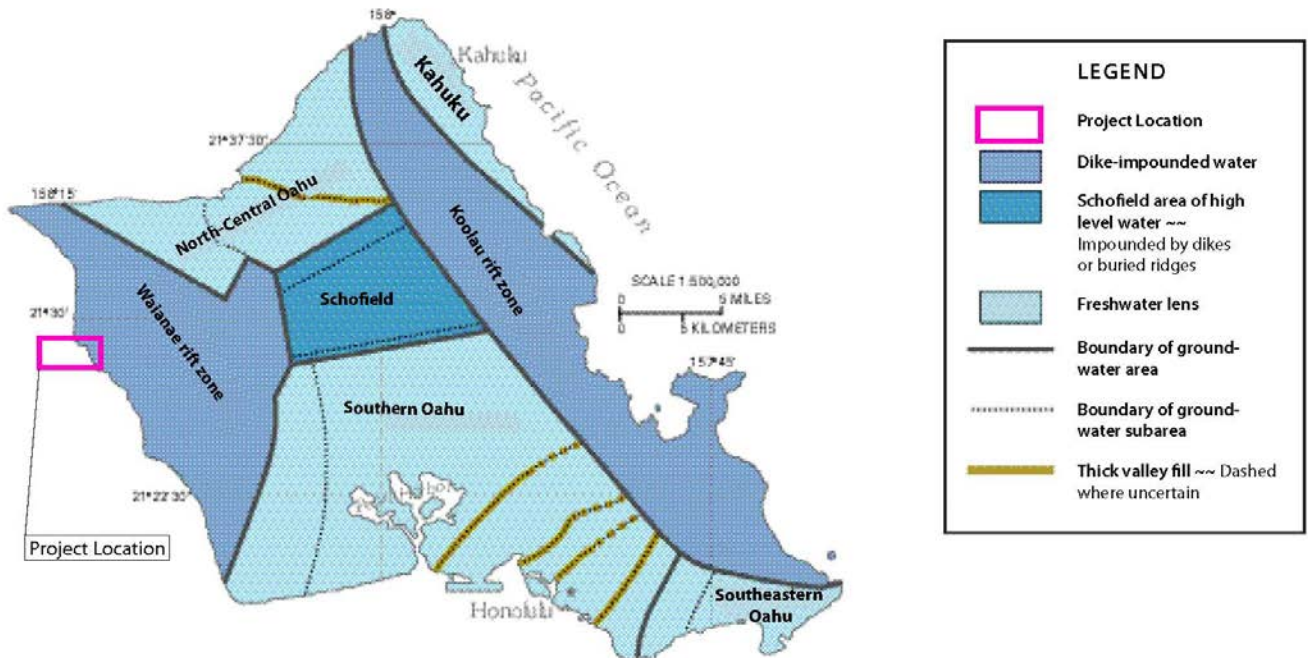 158°
Kahuku
Kahuku
Pacific Ocean
21°37'30"
158°15'
North-Central Oahu
Koolau rift zone
Schofield
Waianae rift zone
21°30'
SCALE 1:500,000
0 5 MILES
0 5 KILOMETERS
157°45'
Southern Oahu
21°22'30"
Project Location
Honolulu
Southeastern
Oahu
LEGEND
Project Location
Dike-impounded water
Schofield area of high
level water ~~
Impounded by dikes
or buried ridges
Freshwater lens
Boundary of ground-
water area
Boundary of ground-
water subarea
Thick valley fill ~~ Dashed
where uncertain